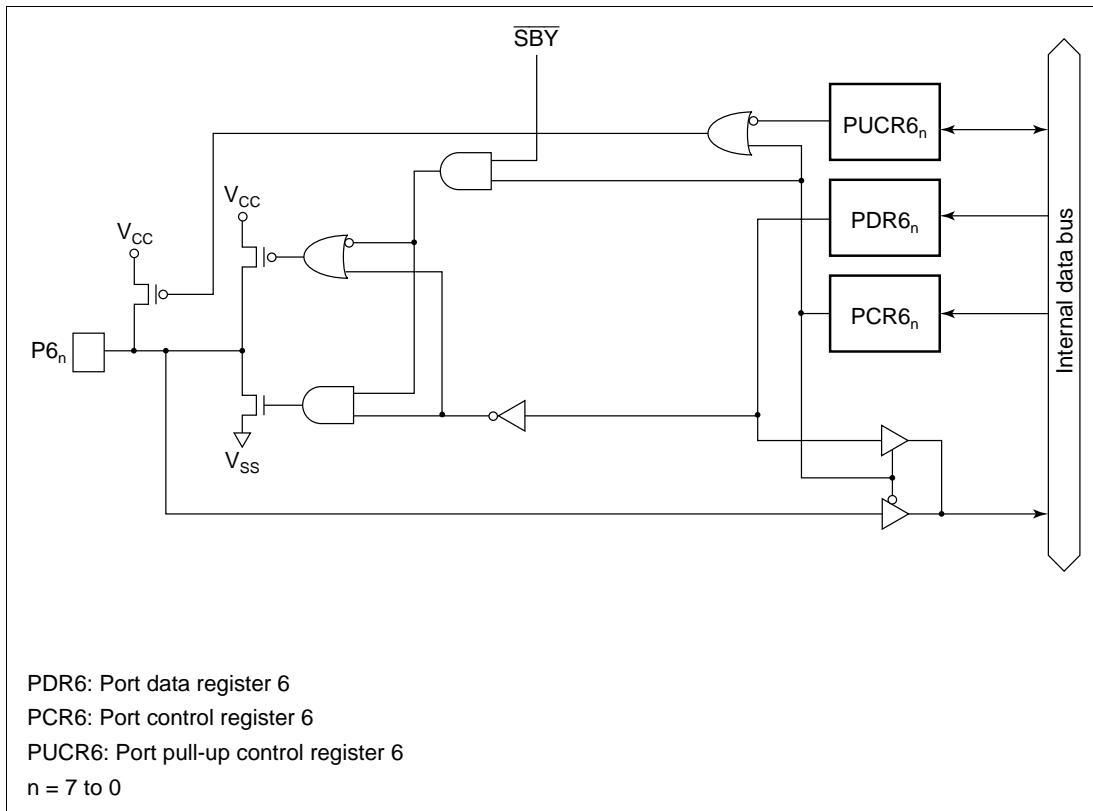 SBY
PUCR6n
VCC
PDR6n
VCC
PCR6n
P6n
VSS
Internal data bus
PDR6: Port data register 6
PCR6: Port control register 6
PUCR6: Port pull-up control register 6
n = 7 to 0